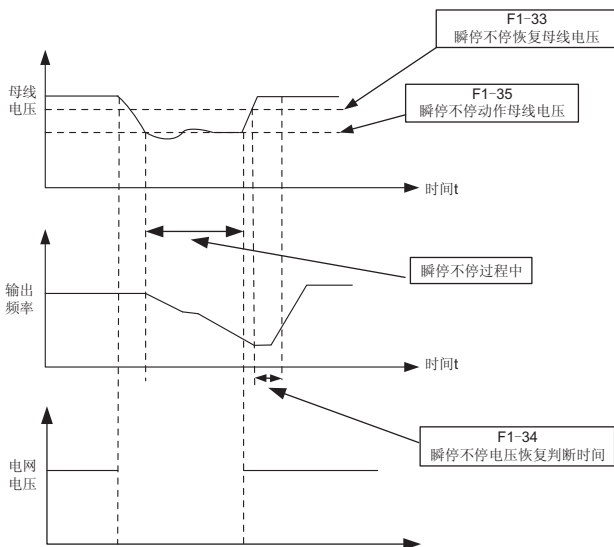 F1-33
瞬停不停恢复母线电压
母线
电压
F1-35
瞬停不停动作母线电压
时间t
瞬停不停过程中
输出
频率
时间t
F1-34
瞬停不停电压恢复判断时间
电网
电压